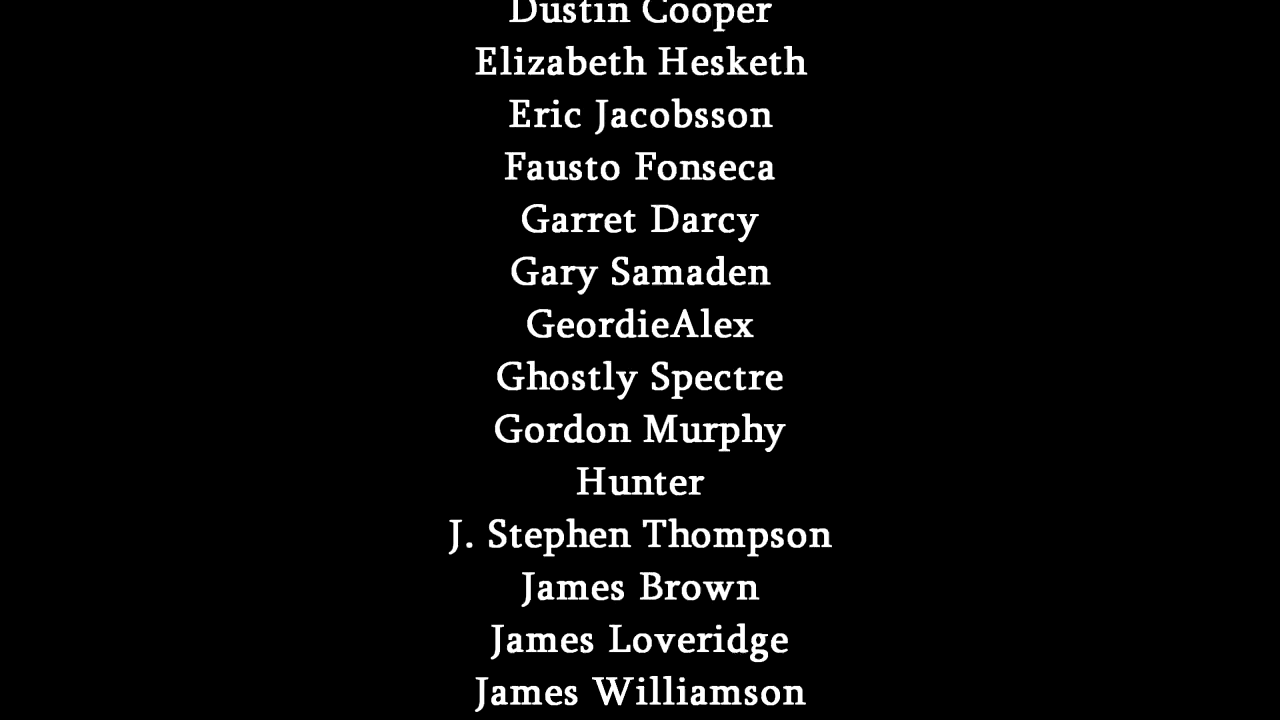 Dustin Cooper
Elizabeth Hesketh
Eric Jacobsson
Fausto Fonseca
Garret Darcy
Gary Samaden
GeordieAlex
Ghostly Spectre
Gordon Murphy
Hunter
J. Stephen Thompson
James Brown
James Loveridge
James Williamson